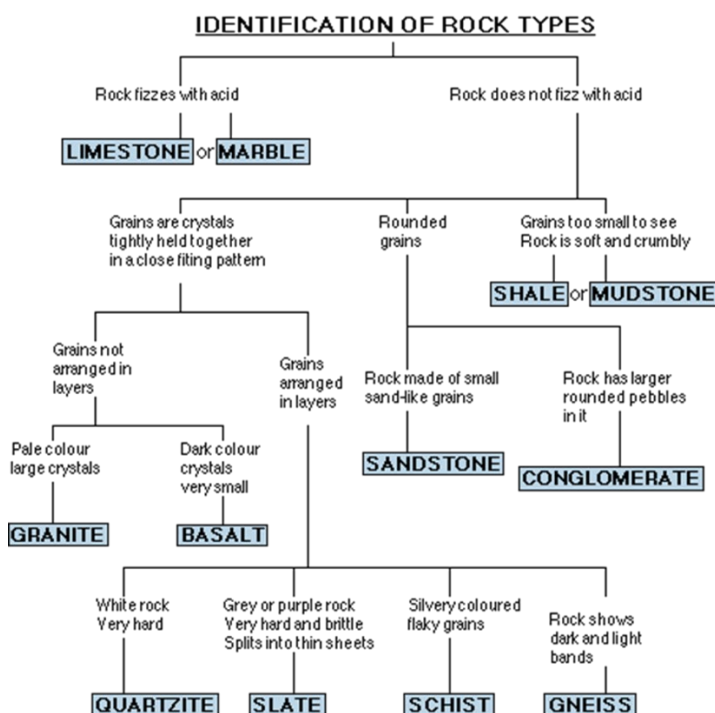 IDENTIFICATION OF ROCK TYPES
Rock fizzes with acid
Rock does not fizz with acid
LIMESTONE or MARBLE
Grains are crystals
tightly held together
in a close fiting pattern
Rounded
grains
Grains too small to see
Rock is soft and crumbly
SHALE or MUDSTONE
Grains not
arranged in
layers
Grains
arranged
in layers
Rock made of small
sand-like grains
Rock has larger
rounded pebbles
in it
Pale colour
large crystals
Dark colour
crystals
very small
SANDSTONE
CONGLOMERATE
GRANITE
BASALT
White rock
Very hard
Grey or purple rock
Very hard and brittle
Splits into thin sheets
Silvery coloured
flaky grains
Rock shows
dark and light
bands
QUARTZITE
SLATE
SCHIST
GNEISS